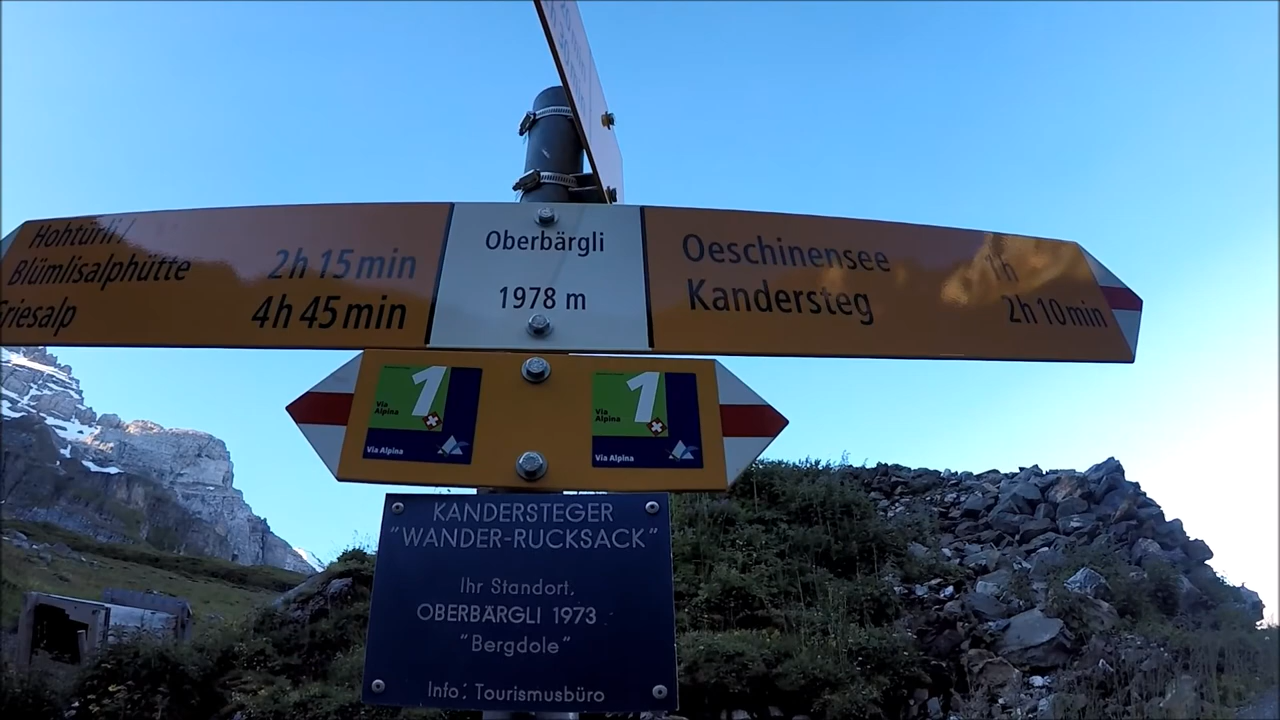 Hohtürli /
Blümlisalphütte 2h 15min
Griesalp 4h 45min
Oberbärgli
1978 m
Oeschinensee 1h
Kandersteg 2h 10min
1
Via
Alpina
Via Alpina
1
Via
Alpina
Via Alpina
KANDERSTEGER
"WANDER-RUCKSACK"
Ihr Standort.
OBERBÄRGLI 1973
"Bergdole"
Info: Tourismusbüro